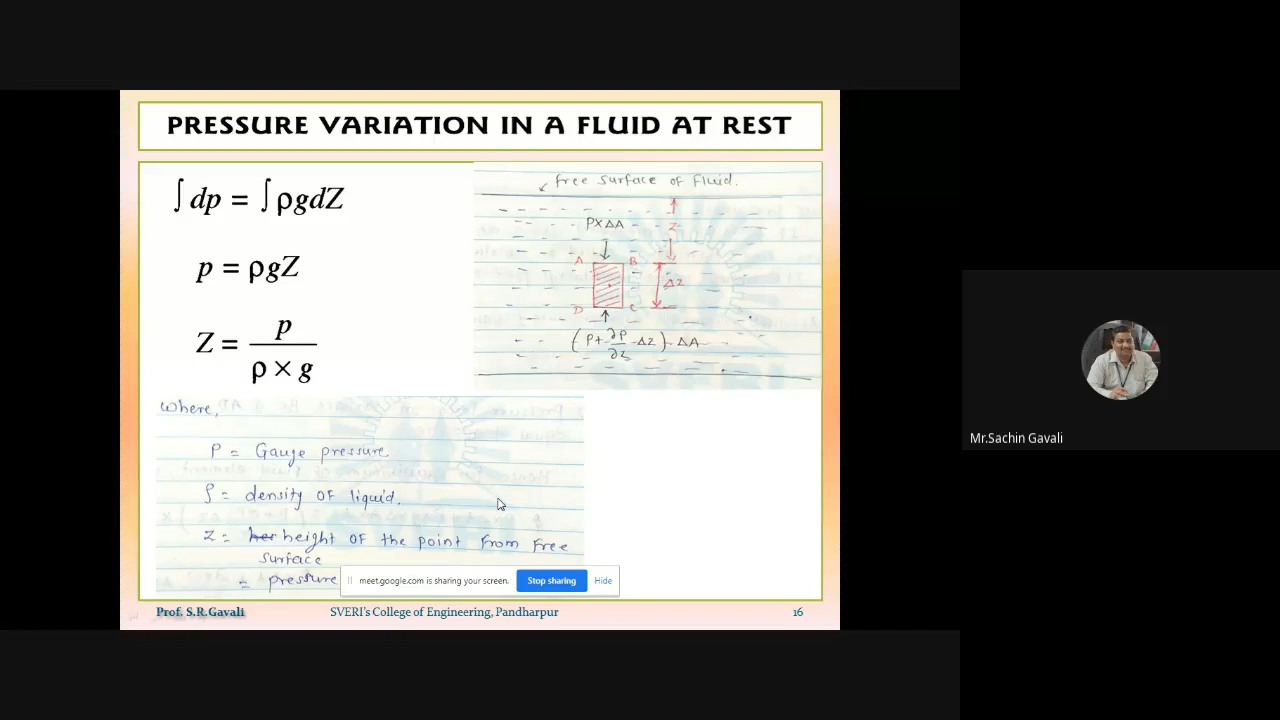 PRESSURE VARIATION IN A FLUID AT REST
∫ dp = ∫ ρgdZ
p = ρgZ
Z = p / ρ × g
free surface of fluid.
P×ΔA
Z
A B
ΔZ
D C
(P+ ∂P/∂z · ΔZ) · ΔA
where,
P = Gauge pressure
ρ = density of liquid.
Z = height of the point from free
surface
= pressure
meet.google.com is sharing your screen. Stop sharing Hide
Prof. S.R.Gavali SVERI's College of Engineering, Pandharpur 16
Mr.Sachin Gavali